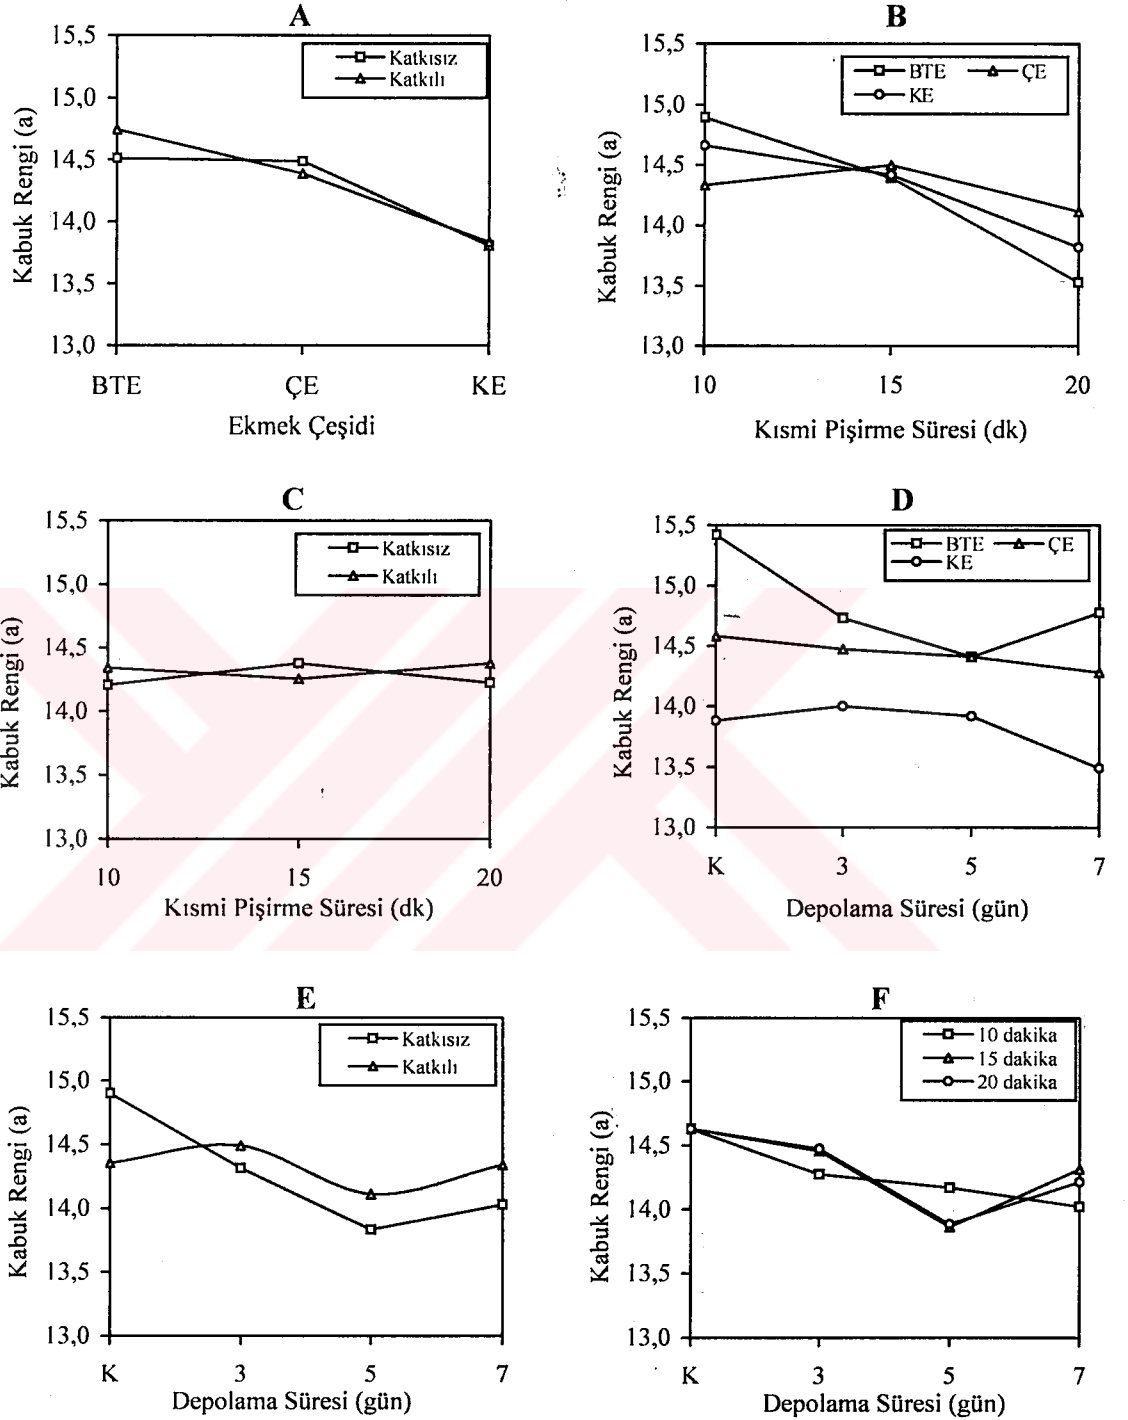 A
15,5
15,0
14,5
14,0
13,5
13,0
Kabuk Rengi (a)
Katkısız
Katkılı
BTE ÇE KE
Ekmek Çeşidi
B
15,5
15,0
14,5
14,0
13,5
13,0
Kabuk Rengi (a)
BTE ÇE
KE
10 15 20
Kısmi Pişirme Süresi (dk)
C
15,5
15,0
14,5
14,0
13,5
13,0
Kabuk Rengi (a)
Katkısız
Katkılı
10 15 20
Kısmi Pişirme Süresi (dk)
D
15,5
15,0
14,5
14,0
13,5
13,0
Kabuk Rengi (a)
BTE ÇE
KE
K 3 5 7
Depolama Süresi (gün)
E
15,5
15,0
14,5
14,0
13,5
13,0
Kabuk Rengi (a)
Katkısız
Katkılı
K 3 5 7
Depolama Süresi (gün)
F
15,5
15,0
14,5
14,0
13,5
13,0
Kabuk Rengi (a)
10 dakika
15 dakika
20 dakika
K 3 5 7
Depolama Süresi (gün)